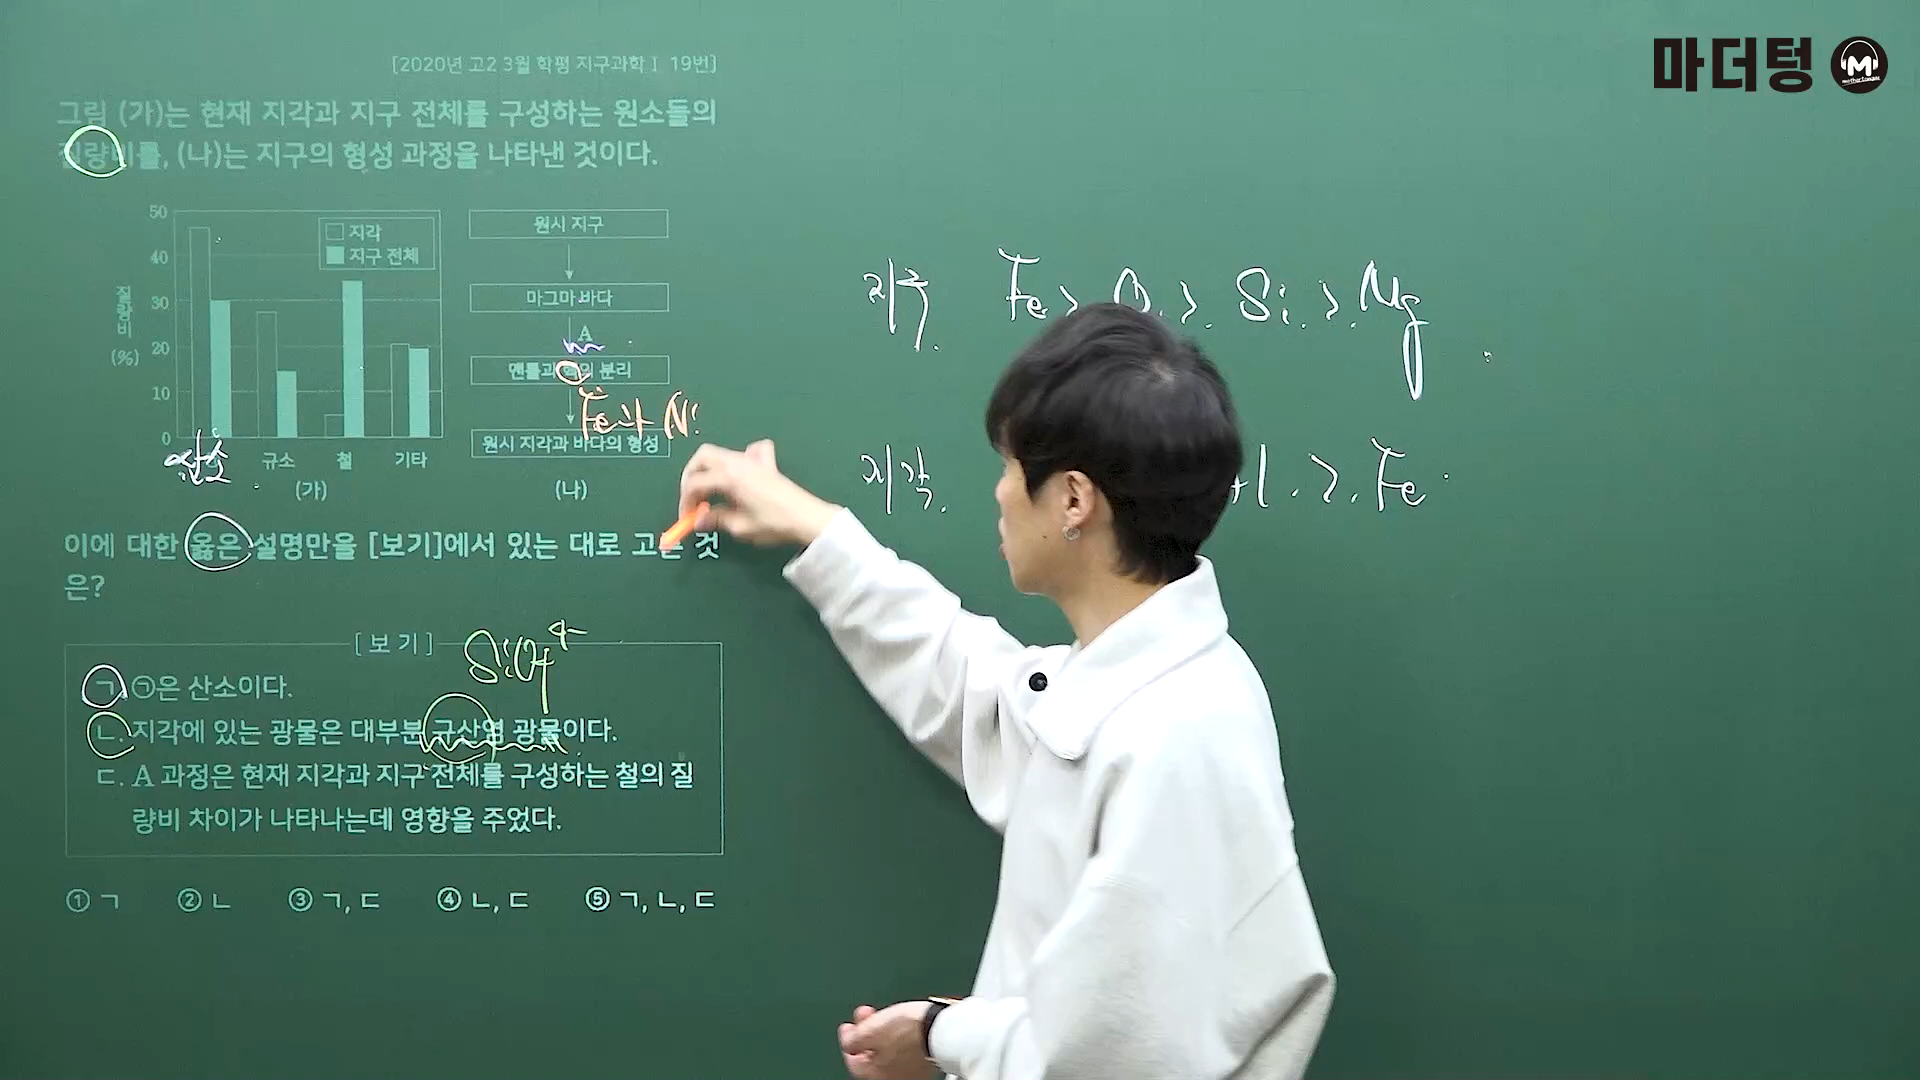 마더텅
[2020년 고2 3월 학평 지구과학Ⅰ 19번]
그림 (가)는 현재 지각과 지구 전체를 구성하는 원소들의
질량비를, (나)는 지구의 형성 과정을 나타낸 것이다.
질량비
(%)
50
40
30
20
10
0
지각
지구 전체
산소
규소
철
기타
(가)
원시 지구
마그마 바다
A
맨틀과 핵의 분리
Fe와 Ni
원시 지각과 바다의 형성
(나)
지구 Fe > O > Si > Mg
지각 Al > Fe
이에 대한 옳은 설명만을 [보기]에서 있는 대로 고른 것
은?
[보기]
SiO₄⁴⁻
ㄱ. ㉠은 산소이다.
ㄴ. 지각에 있는 광물은 대부분 규산염 광물이다.
ㄷ. A 과정은 현재 지각과 지구 전체를 구성하는 철의 질
량비 차이가 나타나는데 영향을 주었다.
① ㄱ ② ㄴ ③ ㄱ, ㄷ ④ ㄴ, ㄷ ⑤ ㄱ, ㄴ, ㄷ